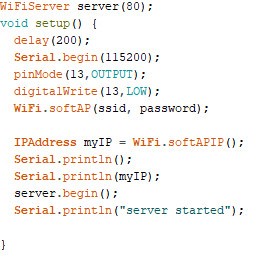 WiFiServer server(80);
void setup() {
  delay(200);
  Serial.begin(115200);
  pinMode(13,OUTPUT);
  digitalWrite(13,LOW);
  WiFi.softAP(ssid, password);

  IPAddress myIP = WiFi.softAPIP();
  Serial.println();
  Serial.println(myIP);
  server.begin();
  Serial.println("server started");

}